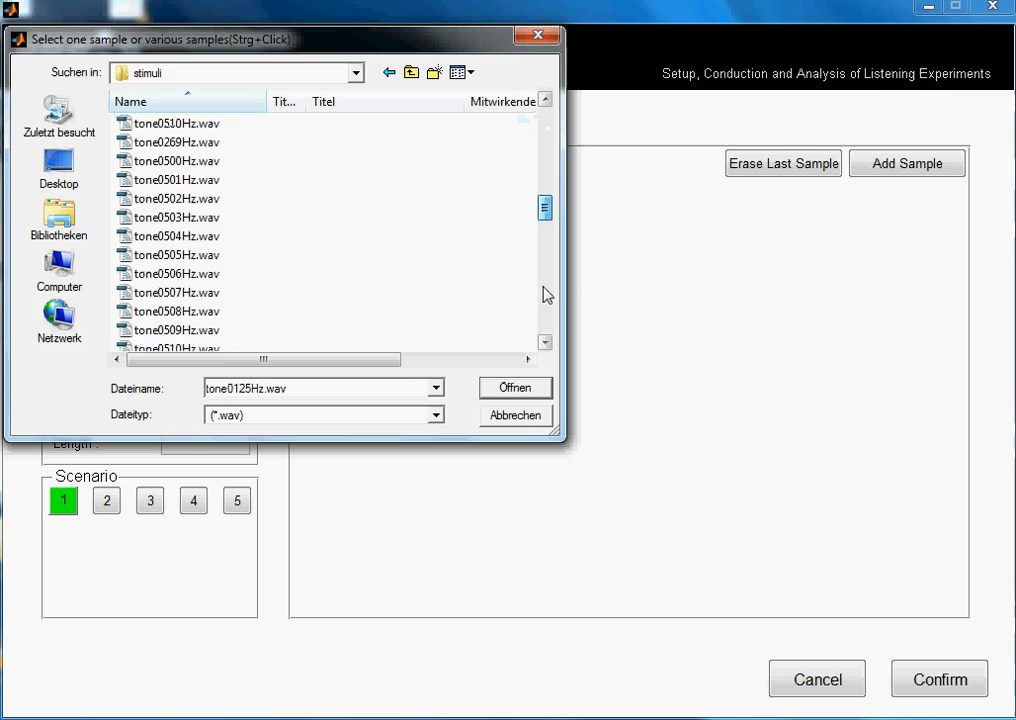 Select one sample or various samples(Strg+Click)
Suchen in: stimuli
Setup, Conduction and Analysis of Listening Experiments
Name Tit... Titel Mitwirkende
Zuletzt besucht
Desktop
Bibliotheken
Computer
Netzwerk
tone0510Hz.wav
tone0269Hz.wav
tone0500Hz.wav
tone0501Hz.wav
tone0502Hz.wav
tone0503Hz.wav
tone0504Hz.wav
tone0505Hz.wav
tone0506Hz.wav
tone0507Hz.wav
tone0508Hz.wav
tone0509Hz.wav
tone0510Hz.wav
Erase Last Sample Add Sample
Dateiname: tone0125Hz.wav Öffnen
Dateityp: (*.wav) Abbrechen
Length :
Scenario
1 2 3 4 5
Cancel Confirm